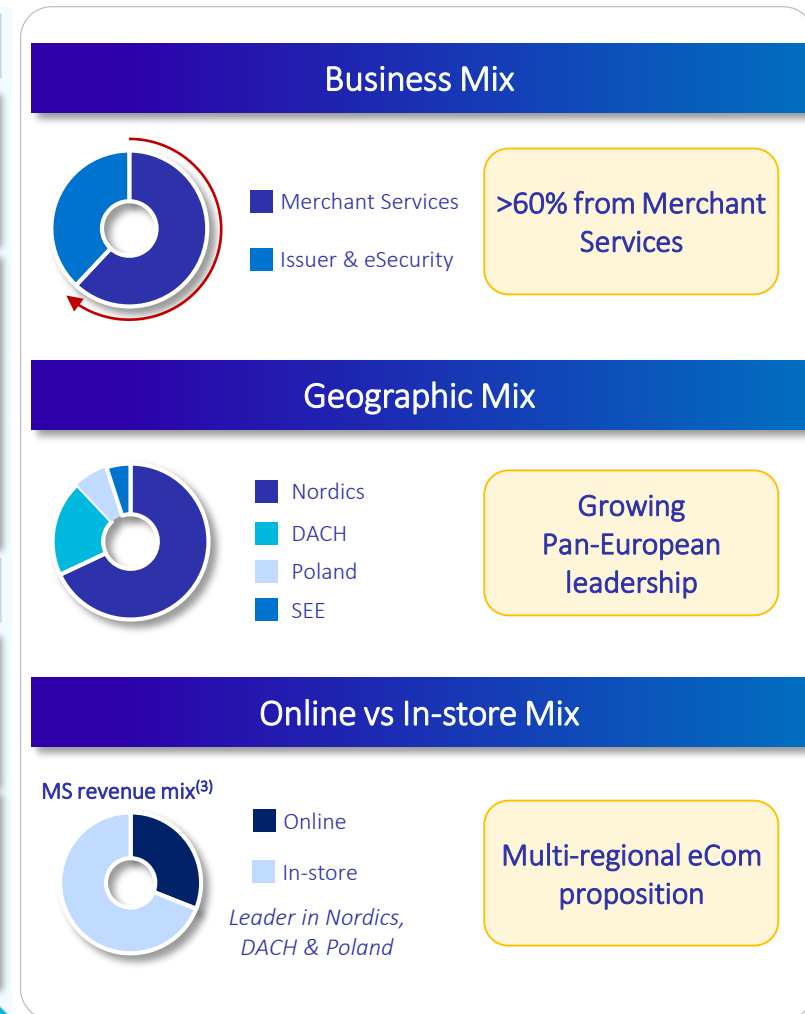 Business Mix
Merchant Services
Issuer & eSecurity
>60% from Merchant
Services
Geographic Mix
Nordics
DACH
Poland
SEE
Growing
Pan-European
leadership
Online vs In-store Mix
MS revenue mix(3)
Online
In-store
Leader in Nordics,
DACH & Poland
Multi-regional eCom
proposition